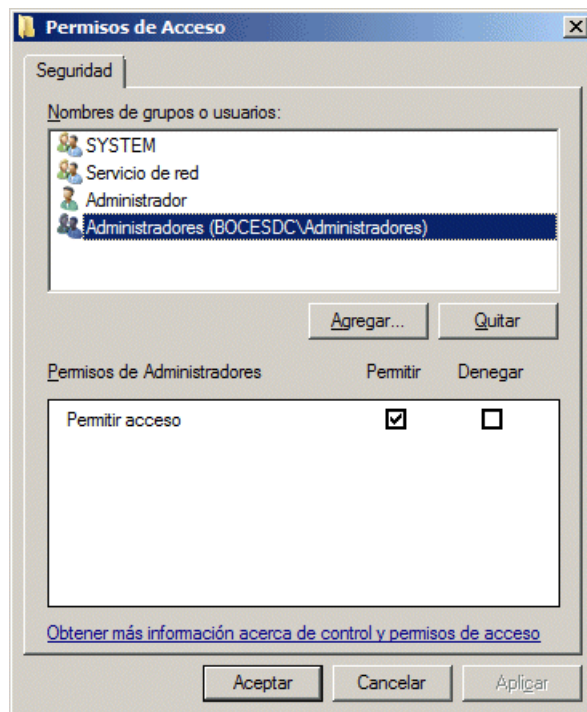 Permisos de Acceso
Seguridad
Nombres de grupos o usuarios:
SYSTEM
Servicio de red
Administrador
Administradores (BOCESDC\Administradores)
Agregar... Quitar
Permisos de Administradores Permitir Denegar
Permitir acceso
Obtener más información acerca de control y permisos de acceso
Aceptar Cancelar Aplicar